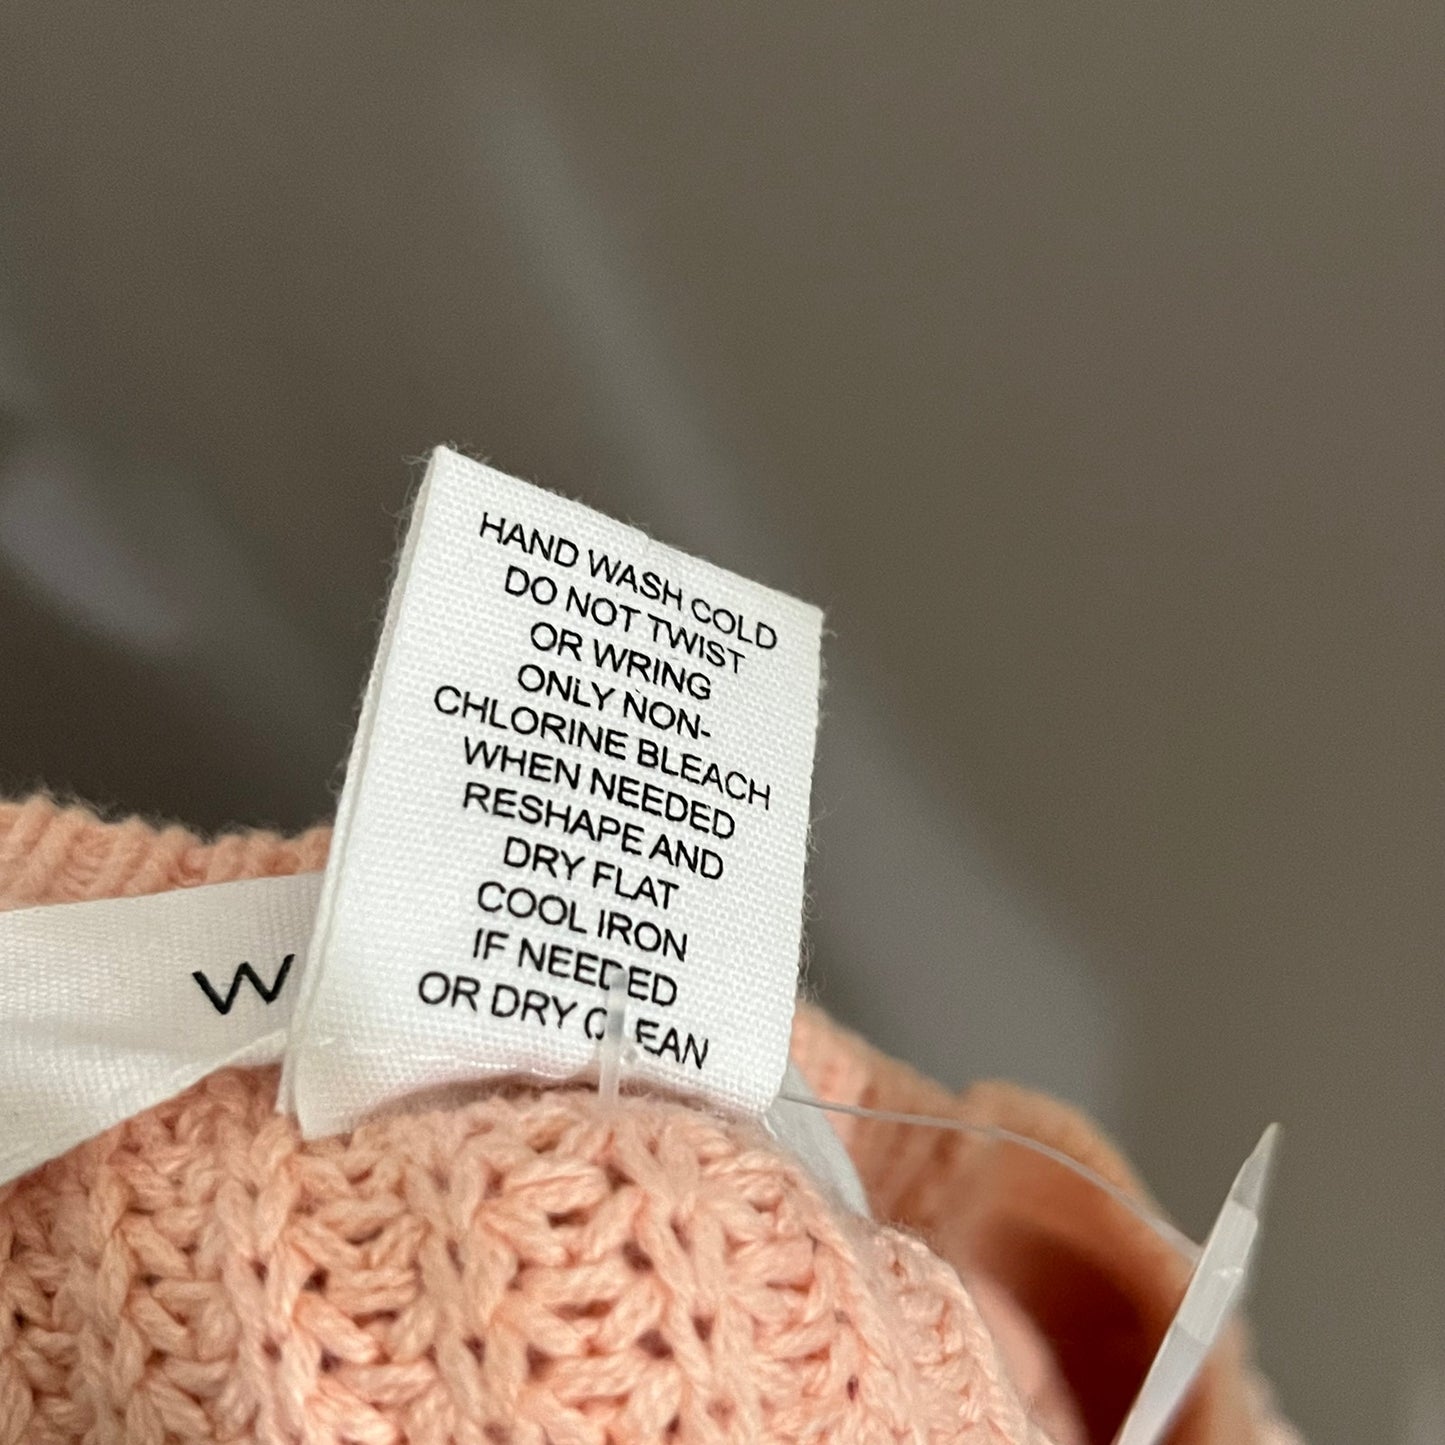 HAND WASH COLD
DO NOT TWIST
OR WRING
ONLY NON-
CHLORINE BLEACH
WHEN NEEDED
RESHAPE AND
DRY FLAT
COOL IRON
IF NEEDED
OR DRY CLEAN
W